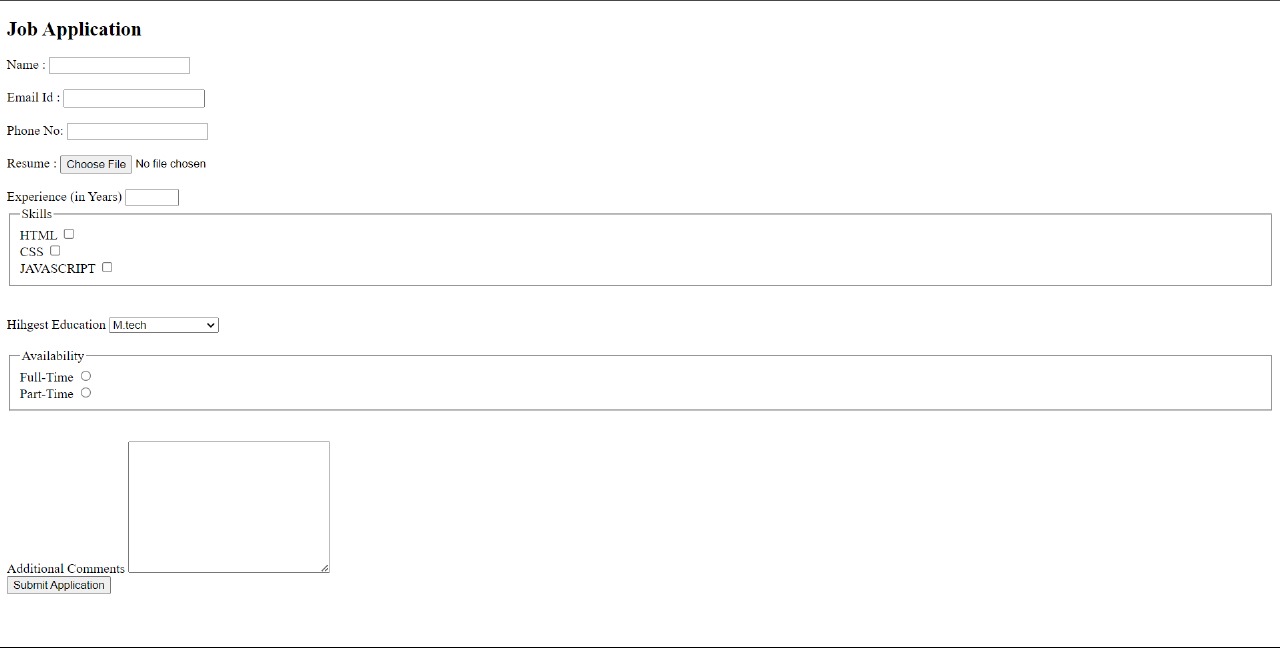 Job Application
Name :
Email Id :
Phone No:
Resume : Choose File No file chosen
Experience (in Years)
Skills
HTML
CSS
JAVASCRIPT
Hihgest Education M.tech
Availability
Full-Time
Part-Time
Additional Comments
Submit Application